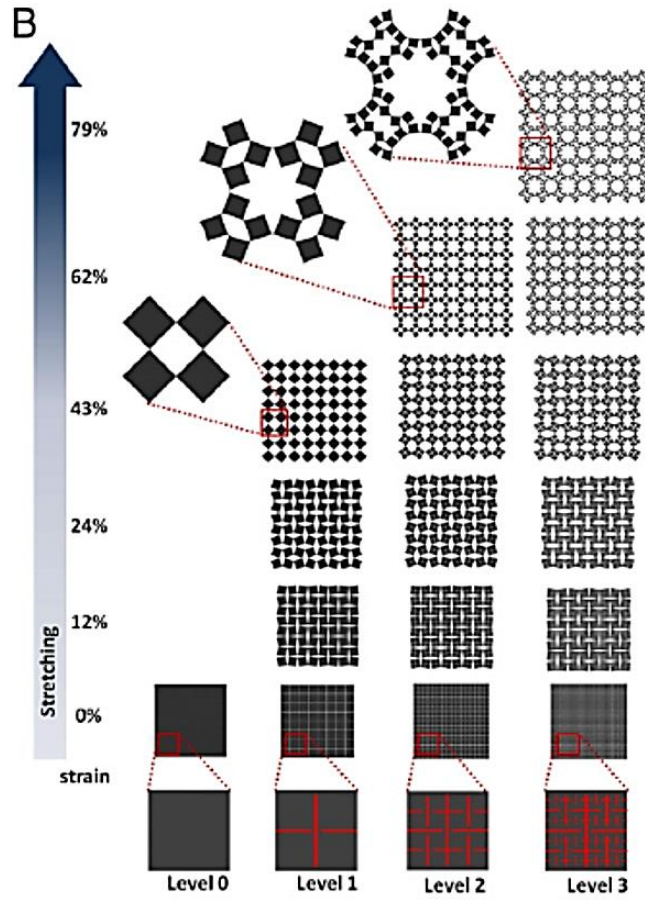 B
79%
62%
43%
24%
12%
0%
Stretching
strain
Level 0
Level 1
Level 2
Level 3